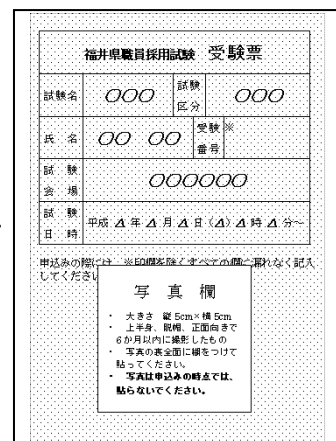 福井県職員採用試験 受験票
試験名 ○○○ 試験区分 ○○○
氏 名 ○○ ○○ 受験番号 ※
試験会場 ○○○○○○
試験日時 平成 △ 年 △ 月 △ 日（△）△ 時 △ 分～
申込みの際には、※印欄を除くすべての欄に漏れなく記入
してください
写 真 欄
・ 大きさ 縦 5cm×横 5cm
・ 上半身、脱帽、正面向きで
6か月以内に撮影したもの
・ 写真の裏全面に糊をつけて
貼ってください。
・ 写真は申込みの時点では、
貼らないでください。